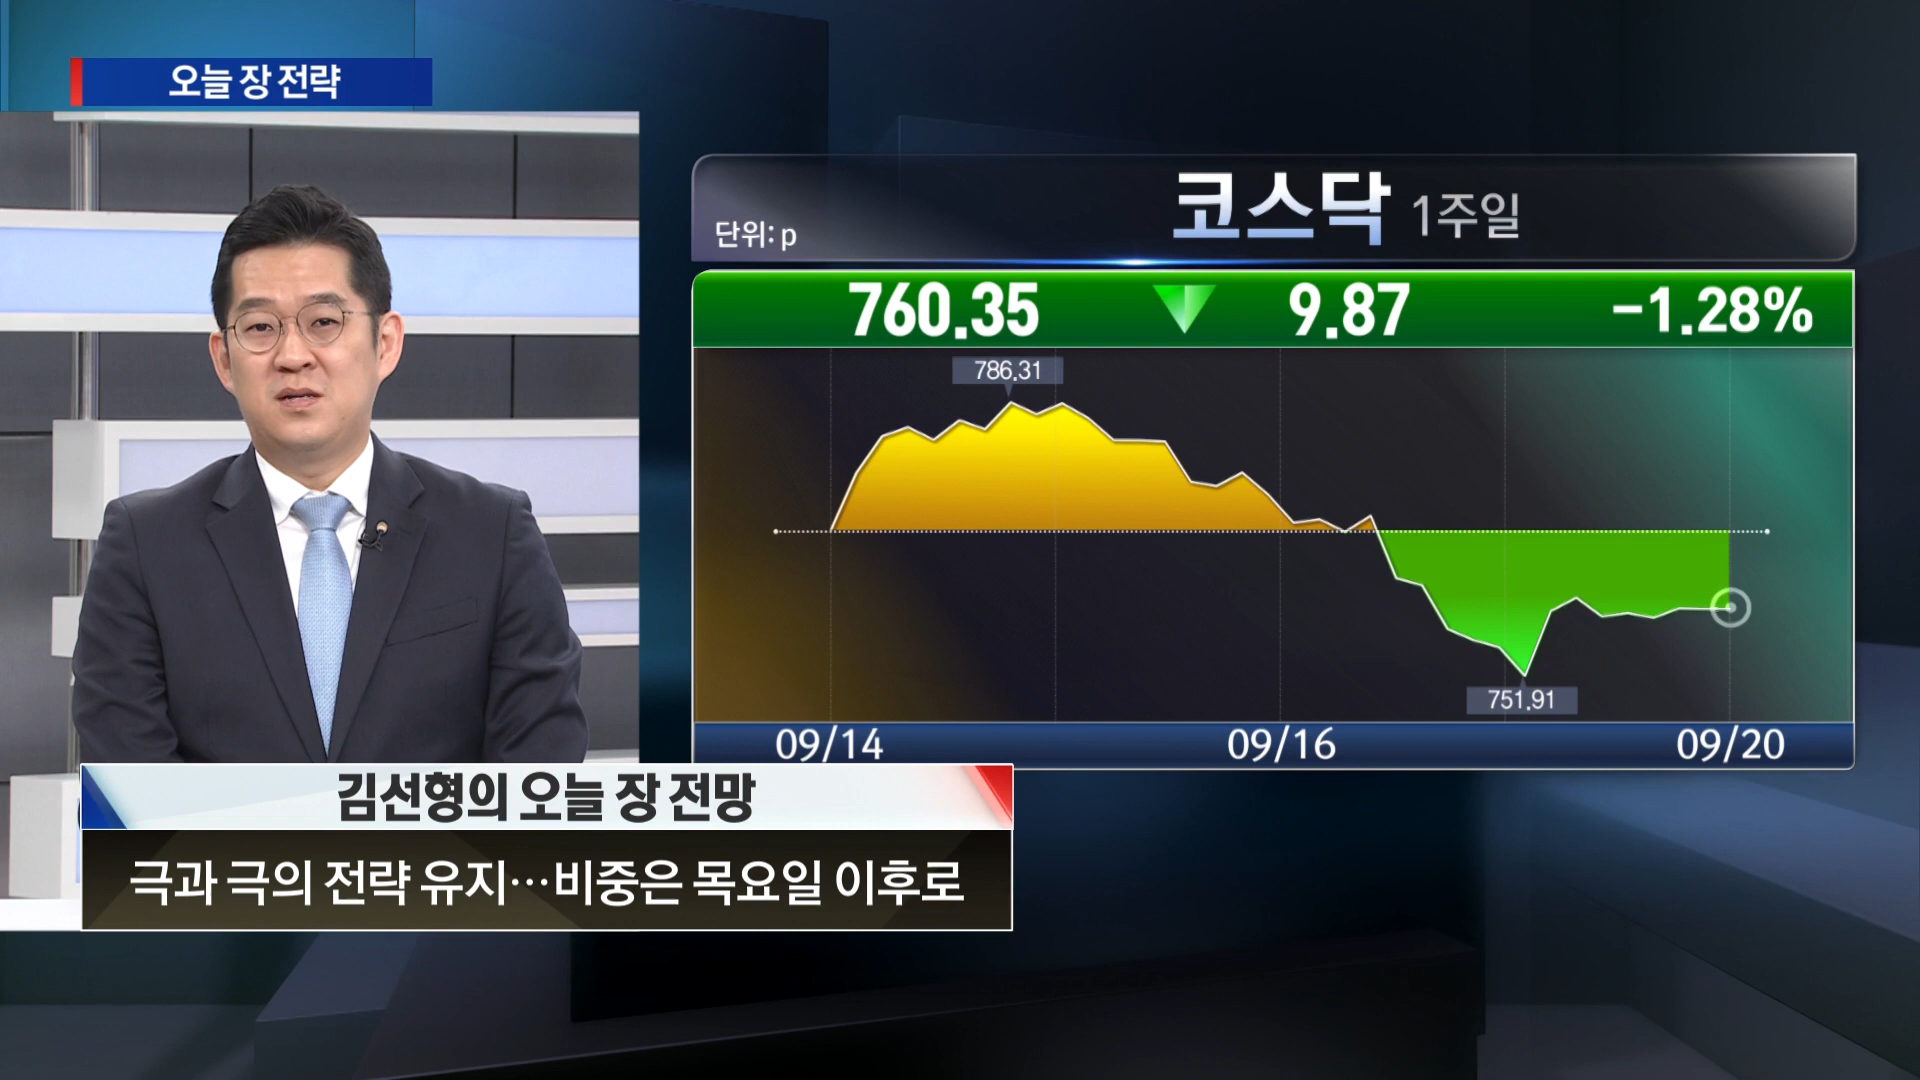 오늘 장 전략
코스닥 1주일
단위: p
760.35 ▼ 9.87 -1.28%
786.31
751.91
09/14 09/16 09/20
김선형의 오늘 장 전망
극과 극의 전략 유지…비중은 목요일 이후로